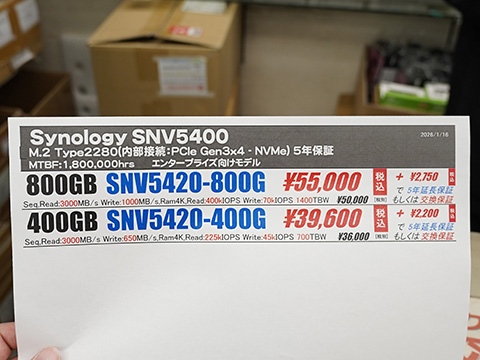 Synology SNV5400
2026/1/16
M.2 Type2280(内部接続:PCIe Gen3x4 - NVMe) 5年保証
MTBF:1,800,000hrs エンタープライズ向けモデル
800GB SNV5420-800G ¥55,000 税込 + ¥2,750 税込
で 5年延長保証
Seq,Read:3000MB/s Write:1000MB/s,Ram4K,Read:400kIOPS Write:70kIOPS 1400TBW ¥50,000 [税別] もしくは 交換保証
400GB SNV5420-400G ¥39,600 税込 + ¥2,200 税込
で 5年延長保証
Seq,Read:3000MB/s Write:650MB/s,Ram4K,Read:225kIOPS Write:45kIOPS 700TBW ¥36,000 [税別] もしくは 交換保証